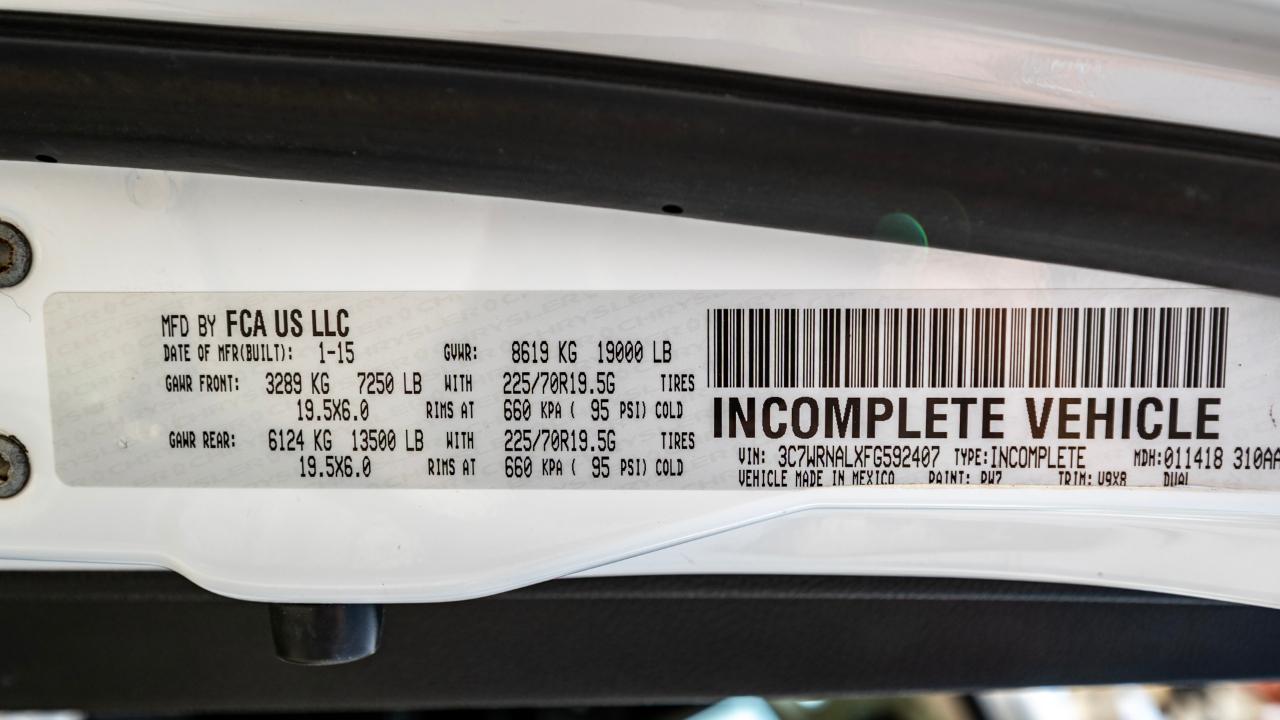 MFD BY FCA US LLC
DATE OF MFR(BUILT): 1-15 GVWR: 8619 KG 19000 LB
GAWR FRONT: 3289 KG 7250 LB WITH 225/70R19.5G TIRES
19.5X6.0 RIMS AT 660 KPA ( 95 PSI) COLD
GAWR REAR: 6124 KG 13500 LB WITH 225/70R19.5G TIRES
19.5X6.0 RIMS AT 660 KPA ( 95 PSI) COLD
INCOMPLETE VEHICLE
VIN: 3C7WRNALXFG592407 TYPE:INCOMPLETE MDH:011418 310AA
VEHICLE MADE IN MEXICO PAINT: PW7 TRIM: V9X8 DUAL